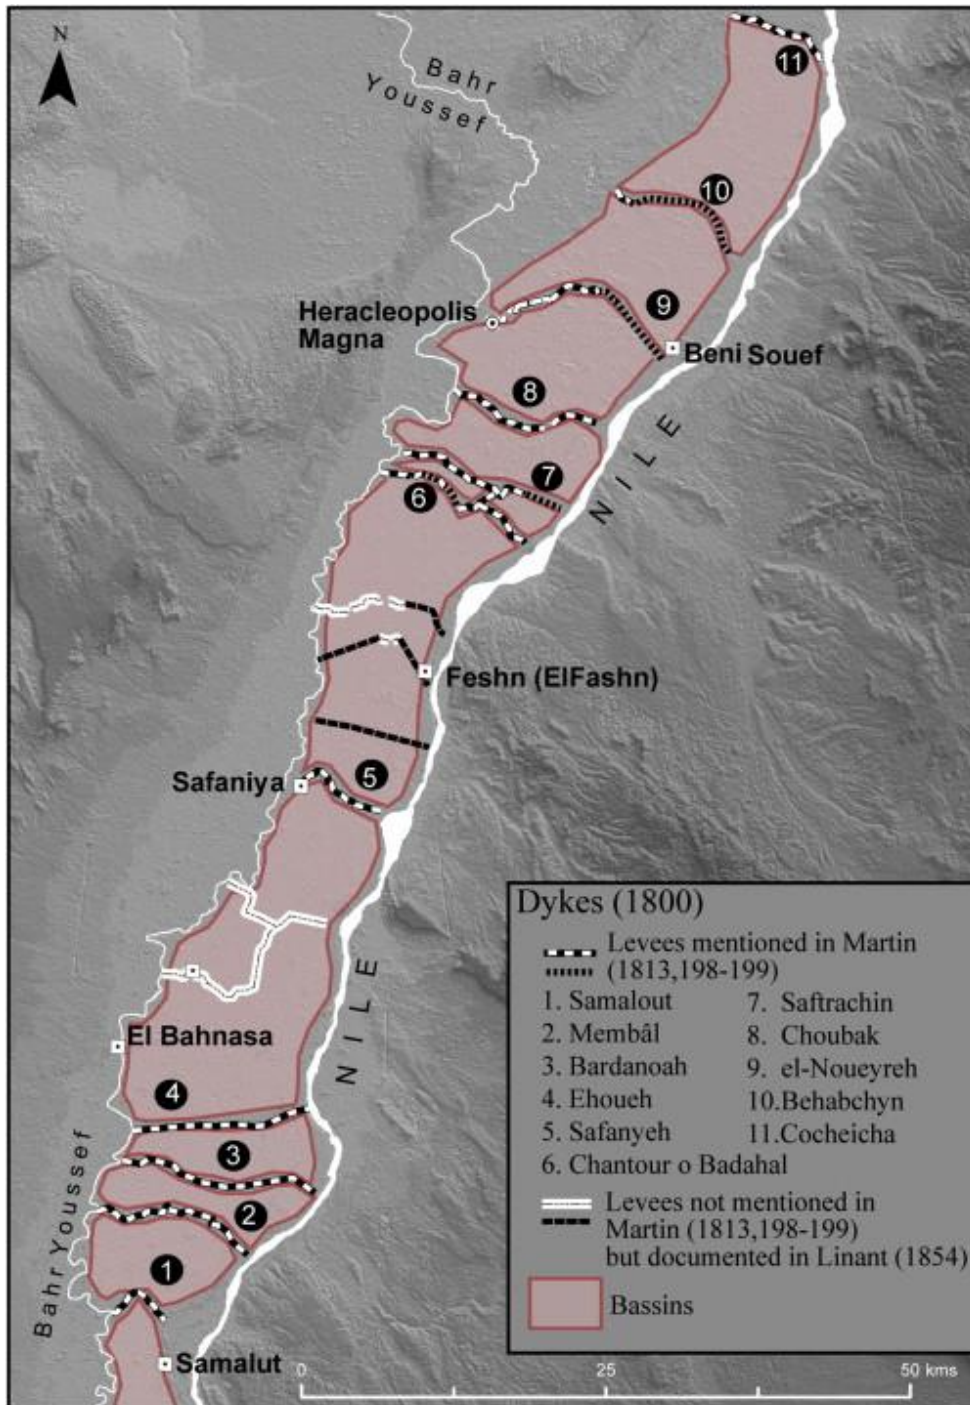 N
Bahr
Youssef
11
10
Heracleopolis
Magna
9
Beni Souef
8
NILE
7
6
Feshn (ElFashn)
Safaniya
5
NILE
El Bahnasa
4
3
Bahr Youssef
2
1
Samalut
Dykes (1800)
Levees mentioned in Martin
(1813,198-199)
1. Samalout
2. Membâl
3. Bardanoah
4. Ehoueh
5. Safanyeh
6. Chantour o Badahal
7. Saftrachin
8. Choubak
9. el-Noueyreh
10.Behabchyn
11.Cocheicha
Levees not mentioned in
Martin (1813,198-199)
but documented in Linant (1854)
Bassins
0 25 50 kms